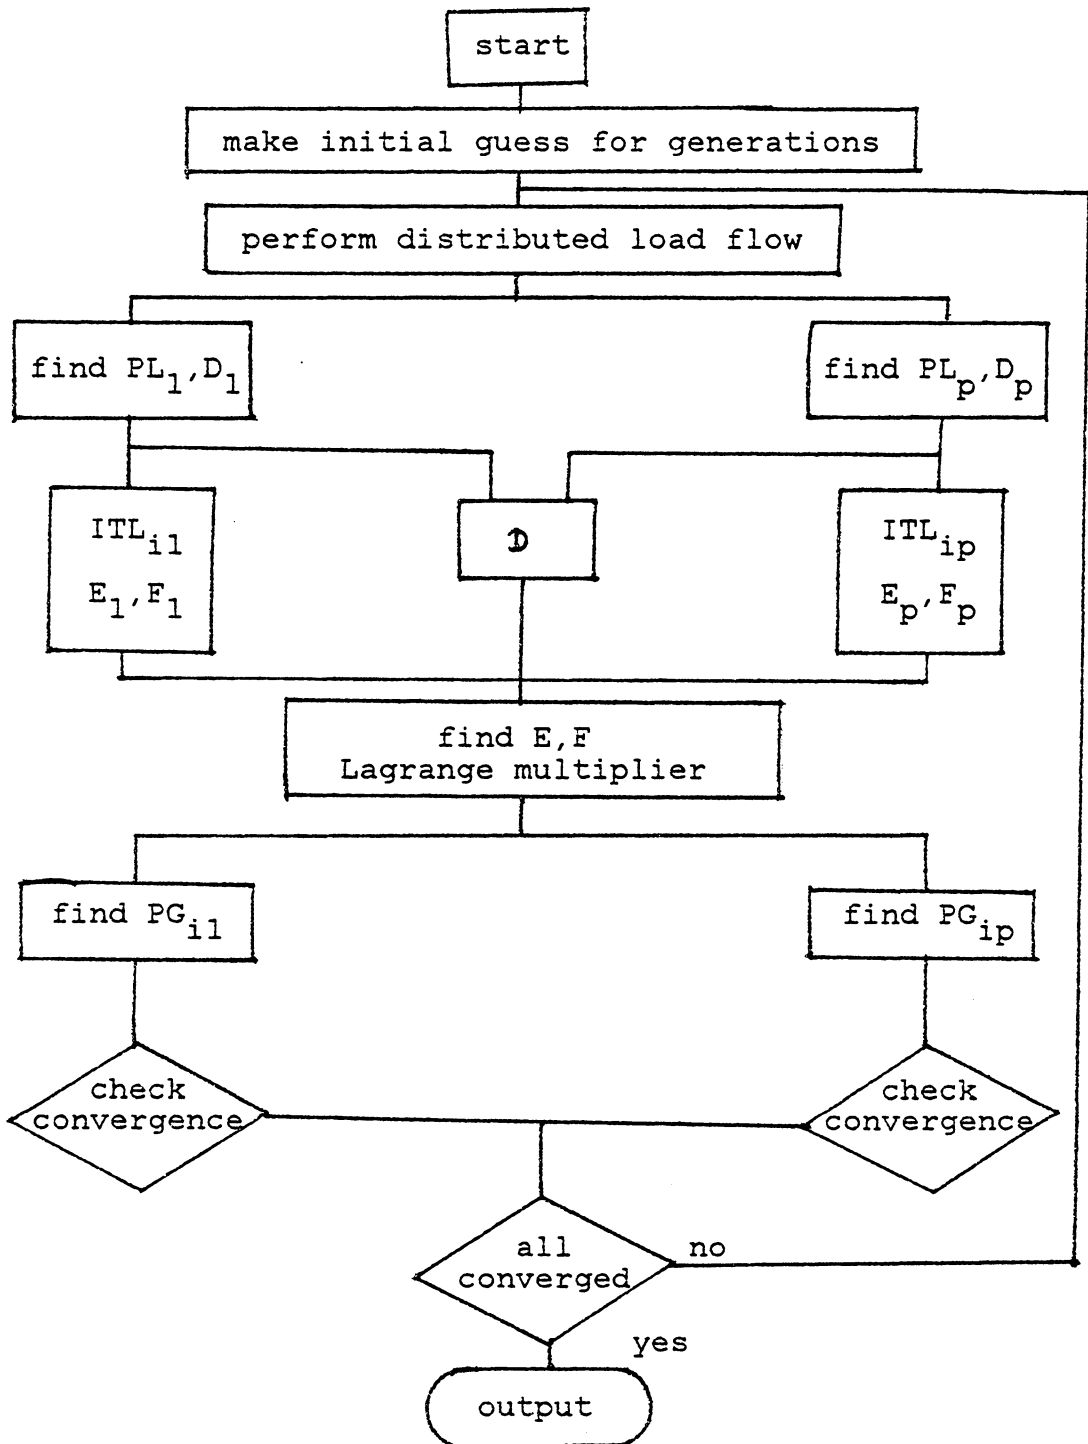 start
make initial guess for generations
perform distributed load flow
find PL1,D1
find PLp,Dp
ITLi1
E1,F1
D
ITLip
Ep,Fp
find E,F
Lagrange multiplier
find PGi1
find PGip
check
convergence
check
convergence
all
converged
no
yes
output